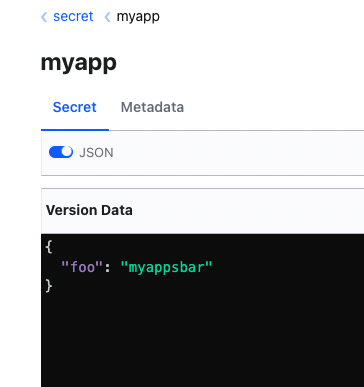 ‹ secret ‹ myapp
myapp
Secret Metadata
JSON
Version Data
{
  "foo": "myappsbar"
}